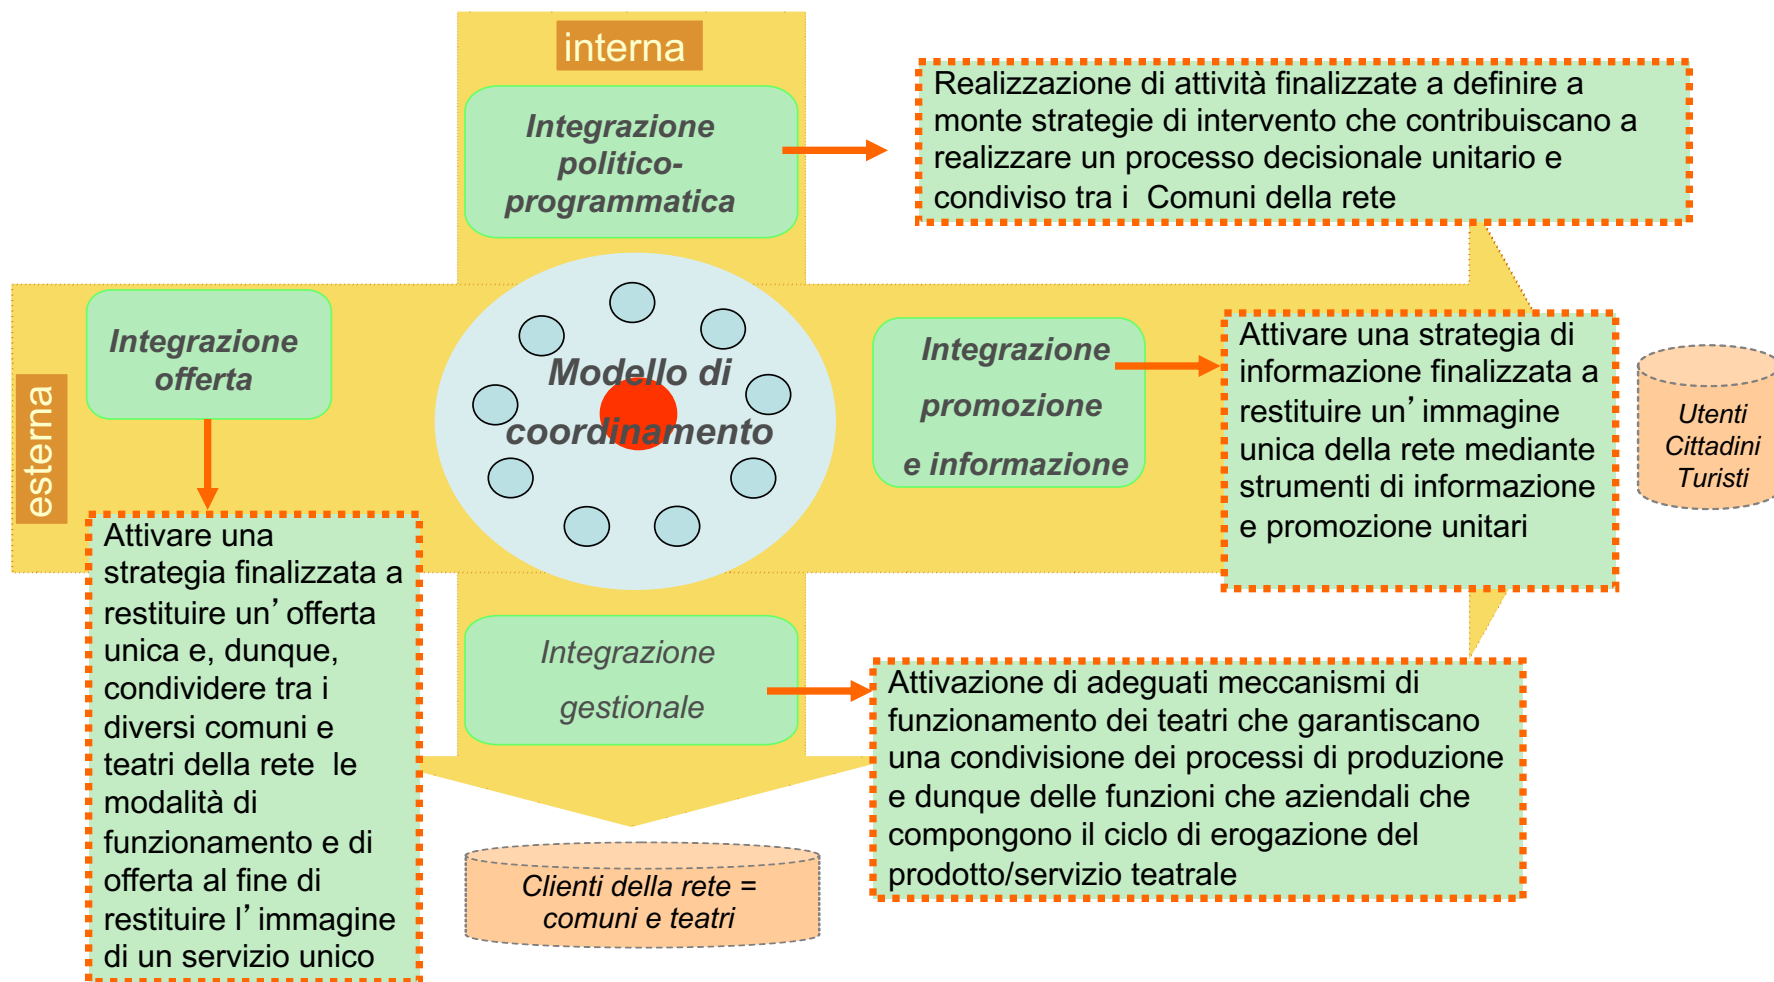 interna
Integrazione
politico-
programmatica
Realizzazione di attività finalizzate a definire a
monte strategie di intervento che contribuiscano a
realizzare un processo decisionale unitario e
condiviso tra i  Comuni della rete
esterna
Integrazione
offerta
Modello di
coordinamento
Integrazione
promozione
e informazione
Attivare una strategia di
informazione finalizzata a
restituire un’ immagine
unica della rete mediante
strumenti di informazione
e promozione unitari
Utenti
Cittadini
Turisti
Attivare una
strategia finalizzata a
restituire un’ offerta
unica e, dunque,
condividere tra i
diversi comuni e
teatri della rete  le
modalità di
funzionamento e di
offerta al fine di
restituire l’ immagine
di un servizio unico
Integrazione
gestionale
Attivazione di adeguati meccanismi di
funzionamento dei teatri che garantiscano
una condivisione dei processi di produzione
e dunque delle funzioni che aziendali che
compongono il ciclo di erogazione del
prodotto/servizio teatrale
Clienti della rete =
comuni e teatri